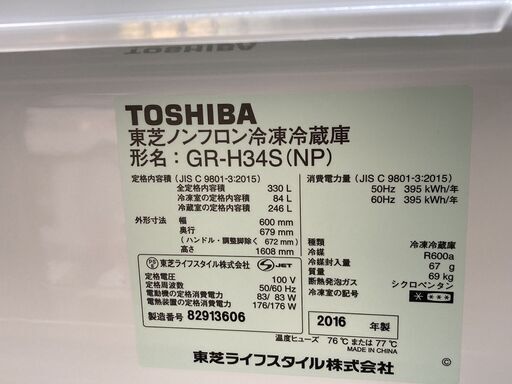 TOSHIBA
東芝ノンフロン冷凍冷蔵庫
形名：GR-H34S(NP)
定格内容積 (JIS C 9801-3:2015)
全定格内容積 330 L
冷凍室の定格内容積 84 L
冷蔵室の定格内容積 246 L
外形寸法 幅 600 mm
奥行 679 mm
(ハンドル・調整脚除く 672 mm)
高さ 1608 mm
消費電力量 (JIS C 9801-3:2015)
50Hz 395 kWh/年
60Hz 395 kWh/年
種類 冷凍冷蔵庫
冷媒 R600a
冷媒封入量 67 g
質量 69 kg
断熱発泡ガス シクロペンタン
冷凍室の記号
PS E 東芝ライフスタイル株式会社 S JET
定格電圧 100 V
定格周波数 50/60 Hz
電動機の定格消費電力 83/ 83 W
電熱装置の定格消費電力 176/176 W
製造番号 82913606
2016 年製
温度ヒューズ 76℃ または 77℃
MADE IN CHINA
東芝ライフスタイル株式会社
©